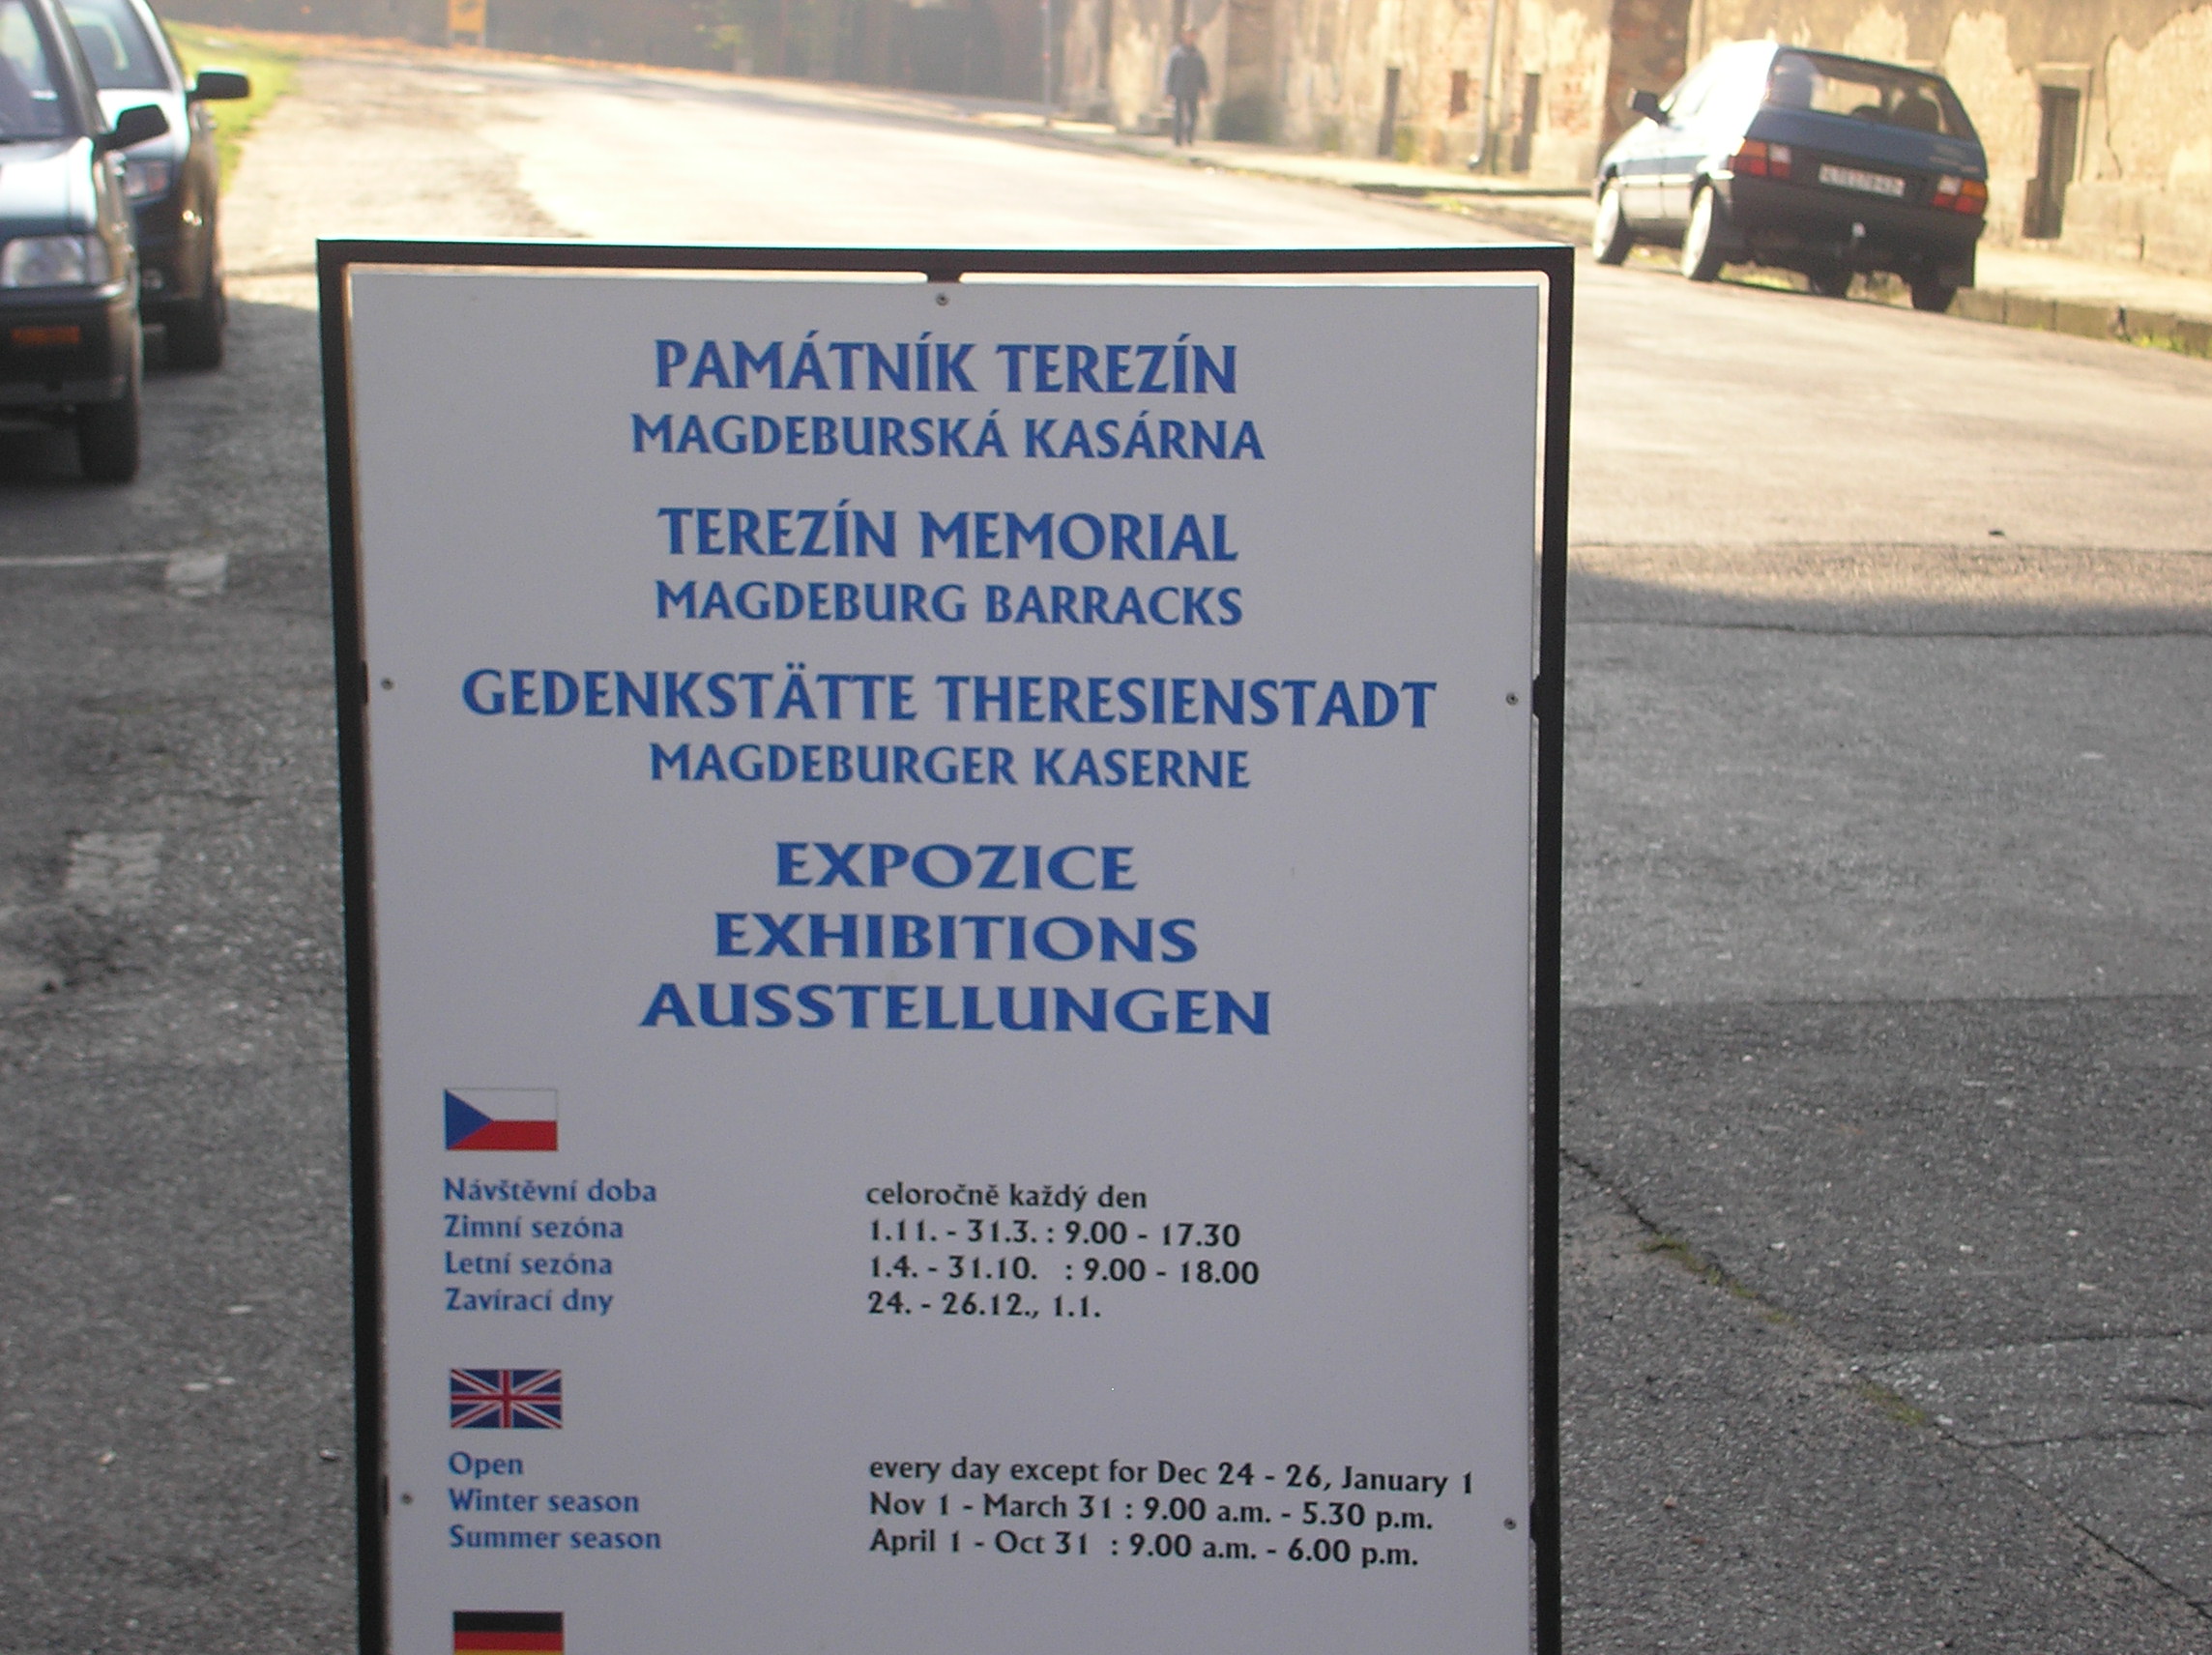 PAMÁTNÍK TEREZÍN
MAGDEBURSKÁ KASÁRNA
TEREZÍN MEMORIAL
MAGDEBURG BARRACKS
GEDENKSTÄTTE THERESIENSTADT
MAGDEBURGER KASERNE
EXPOZICE
EXHIBITIONS
AUSSTELLUNGEN
Návštěvní doba celoročně každý den
Zimní sezóna 1.11. - 31.3. : 9.00 - 17.30
Letní sezóna 1.4. - 31.10. : 9.00 - 18.00
Zavírací dny 24. - 26.12., 1.1.
Open every day except for Dec 24 - 26, January 1
Winter season Nov 1 - March 31 : 9.00 a.m. - 5.30 p.m.
Summer season April 1 - Oct 31 : 9.00 a.m. - 6.00 p.m.